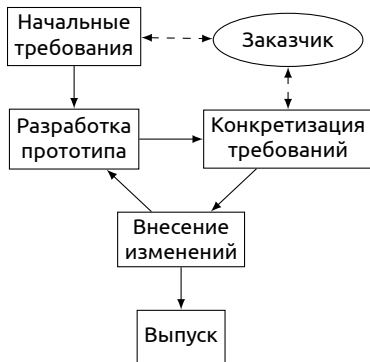 Начальные
требования
Заказчик
Разработка
прототипа
Конкретизация
требований
Внесение
изменений
Выпуск